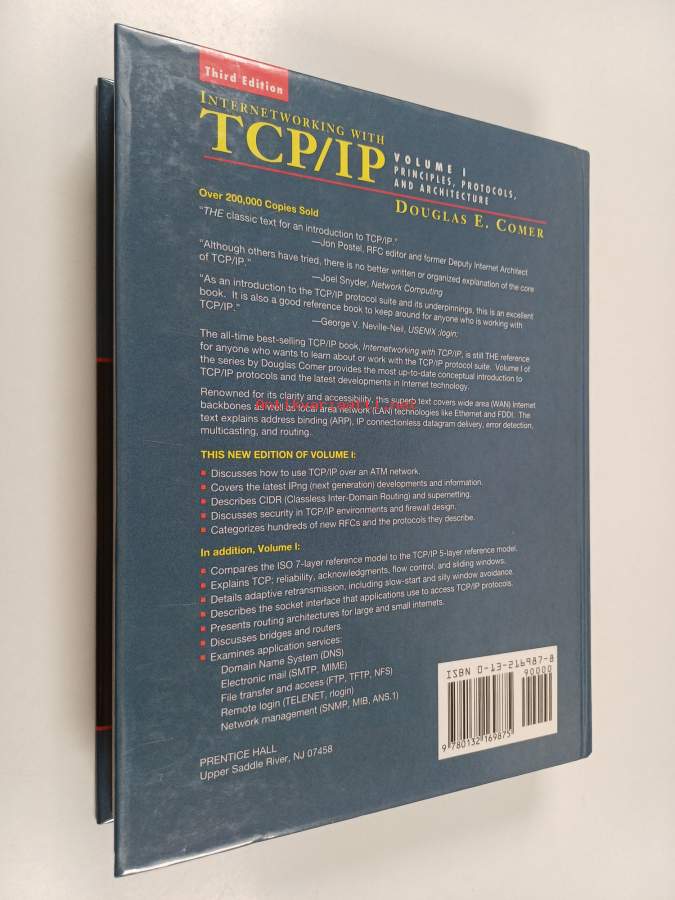 Third Edition
INTERNETWORKING WITH
TCP/IP
VOLUME I
PRINCIPLES, PROTOCOLS,
AND ARCHITECTURE
DOUGLAS E. COMER
Over 200,000 Copies Sold
"THE classic text for an introduction to TCP/IP."
—Jon Postel, RFC editor and former Deputy Internet Architect
"Although others have tried, there is no better written or organized explanation of the core
of TCP/IP."
—Joel Snyder, Network Computing
"As an introduction to the TCP/IP protocol suite and its underpinnings, this is an excellent
book. It is also a good reference book to keep around for anyone who is working with
TCP/IP."
—George V. Neville-Neil, USENIX ;login:
The all-time best-selling TCP/IP book, Internetworking with TCP/IP, is still THE reference
for anyone who wants to learn about or work with the TCP/IP protocol suite. Volume I of
the series by Douglas Comer provides the most up-to-date conceptual introduction to
TCP/IP protocols and the latest developments in Internet technology.
Renowned for its clarity and accessibility, this superb text covers wide area (WAN) Internet
backbones as well as local area network (LAN) technologies like Ethernet and FDDI. The
text explains address binding (ARP), IP connectionless datagram delivery, error detection,
multicasting, and routing.
THIS NEW EDITION OF VOLUME I:
Discusses how to use TCP/IP over an ATM network.
Covers the latest IPng (next generation) developments and information.
Describes CIDR (Classless Inter-Domain Routing) and supernetting.
Discusses security in TCP/IP environments and firewall design.
Categorizes hundreds of new RFCs and the protocols they describe.
In addition, Volume I:
Compares the ISO 7-layer reference model to the TCP/IP 5-layer reference model.
Explains TCP; reliability, acknowledgments, flow control, and sliding windows.
Details adaptive retransmission, including slow-start and silly window avoidance.
Describes the socket interface that applications use to access TCP/IP protocols.
Presents routing architectures for large and small internets.
Discusses bridges and routers.
Examines application services:
Domain Name System (DNS)
Electronic mail (SMTP, MIME)
File transfer and access (FTP, TFTP, NFS)
Remote login (TELENET, rlogin)
Network management (SNMP, MIB, ANS.1)
PRENTICE HALL
Upper Saddle River, NJ 07458
ISBN 0-13-216987-8
90000
9 780132 169875